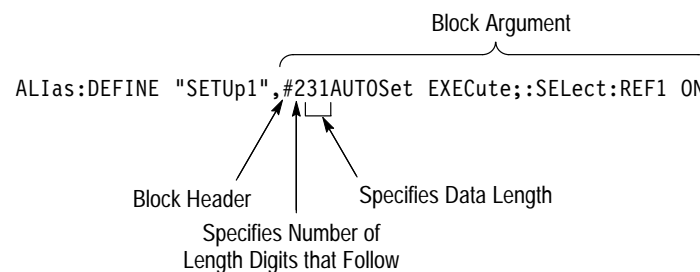 Block Argument
ALIas:DEFINE "SETUp1",#231AUTOSet EXECute;:SELect:REF1 ON
Block Header
Specifies Data Length
Specifies Number of
Length Digits that Follow